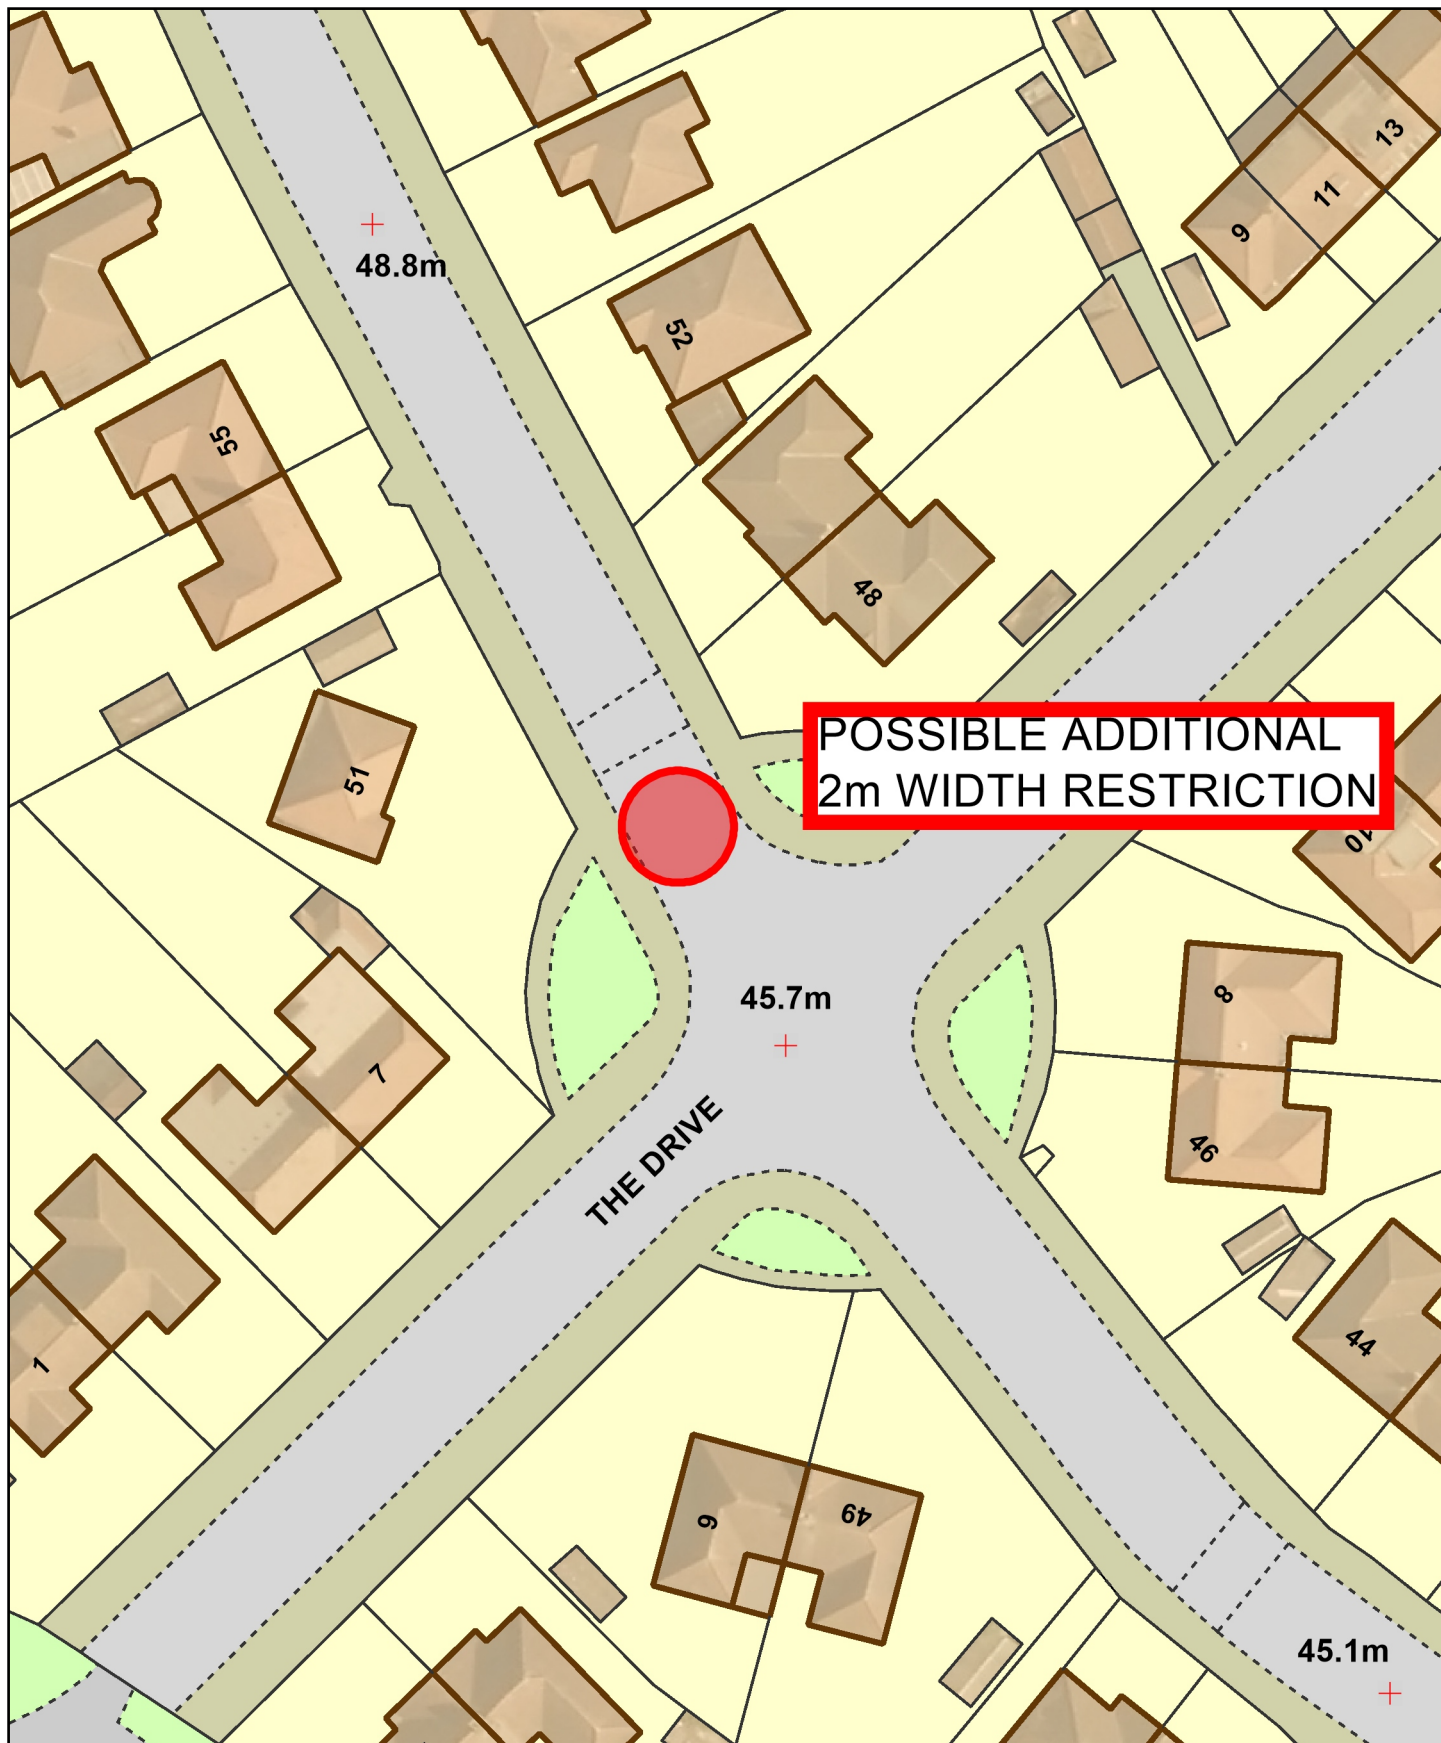 13
11
9
48.8m
52
55
48
POSSIBLE ADDITIONAL
2m WIDTH RESTRICTION
51
10
8
45.7m
7
THE DRIVE
46
44
1
6
49
45.1m